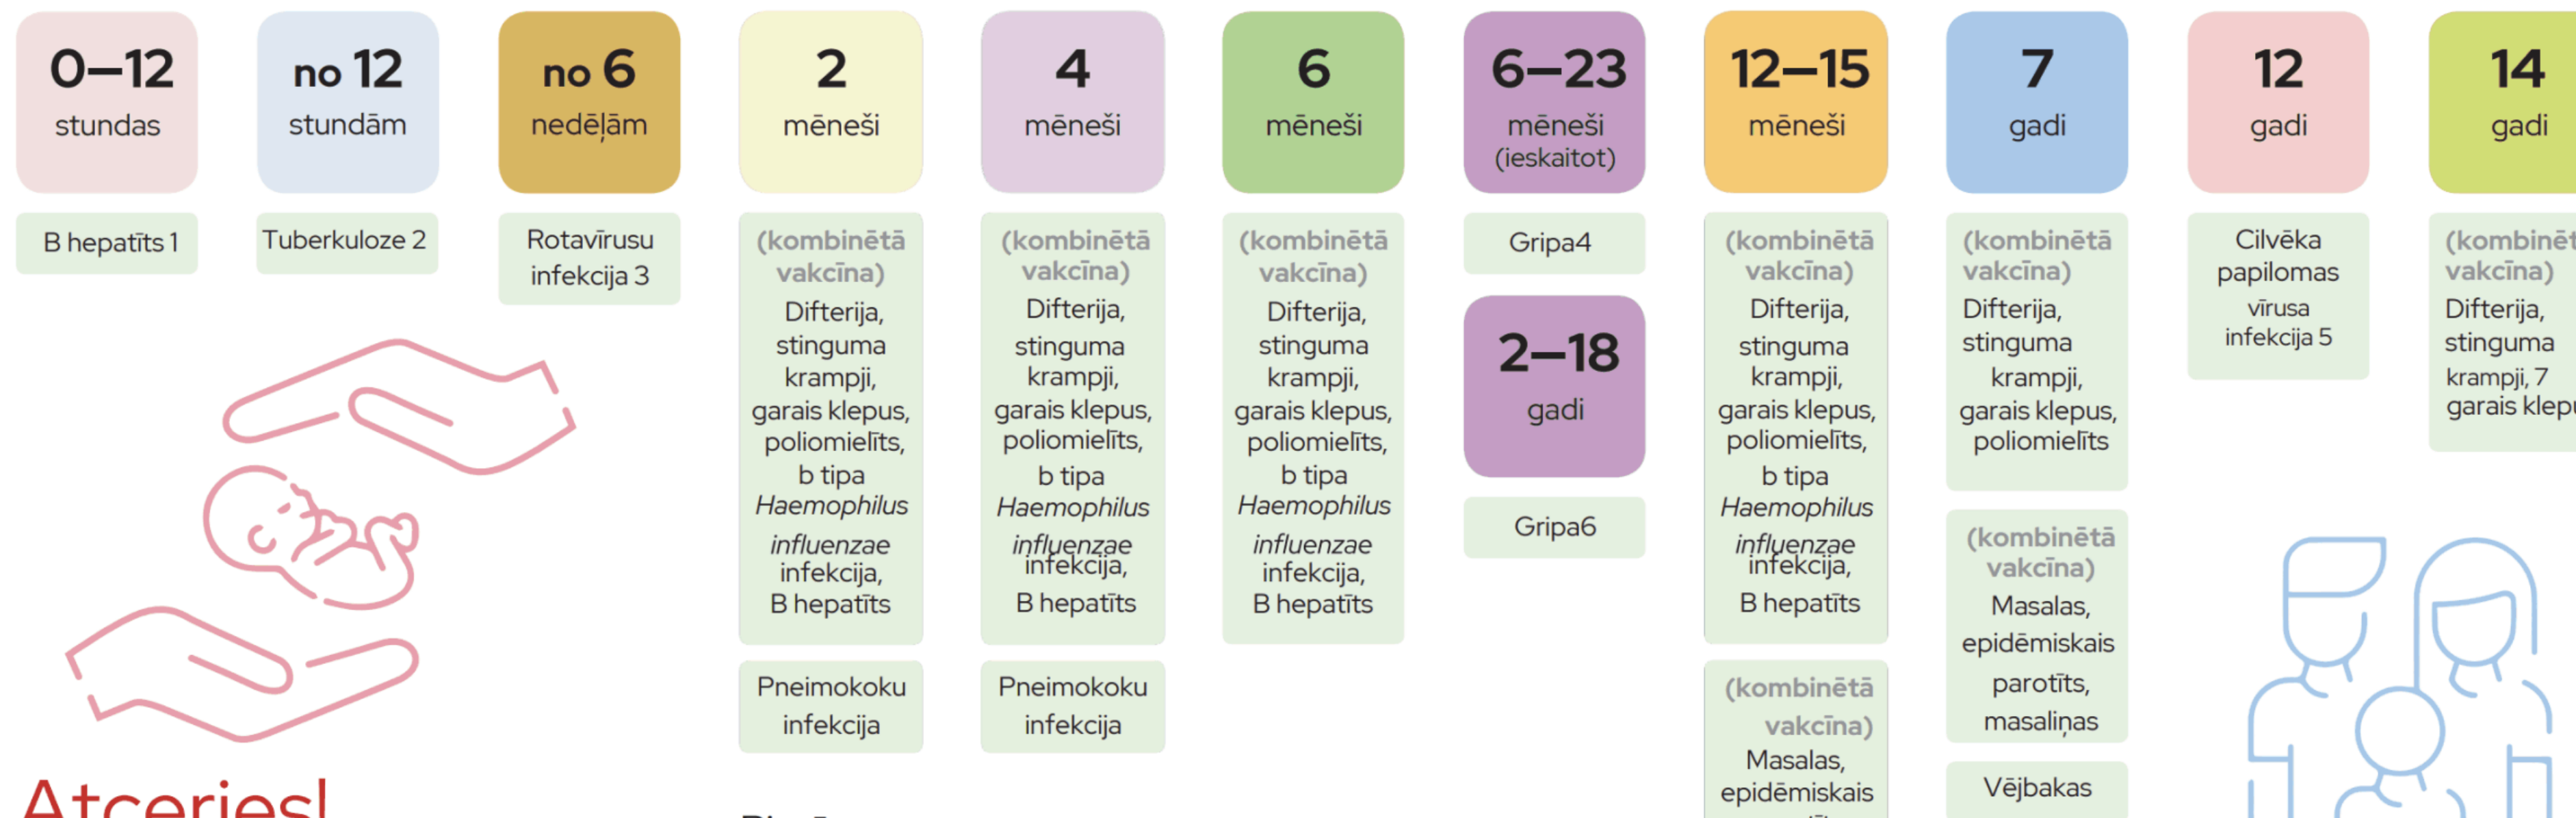 0–12
stundas
B hepatīts 1
no 12
stundām
Tuberkuloze 2
no 6
nedēļām
Rotavīrusu
infekcija 3
2
mēneši
(kombinētā
vakcīna)
Difterija,
stinguma
krampji,
garais klepus,
poliomielīts,
b tipa
Haemophilus
influenzae
infekcija,
B hepatīts
Pneimokoku
infekcija
4
mēneši
(kombinētā
vakcīna)
Difterija,
stinguma
krampji,
garais klepus,
poliomielīts,
b tipa
Haemophilus
influenzae
infekcija,
B hepatīts
Pneimokoku
infekcija
6
mēneši
(kombinētā
vakcīna)
Difterija,
stinguma
krampji,
garais klepus,
poliomielīts,
b tipa
Haemophilus
influenzae
infekcija,
B hepatīts
6–23
mēneši
(ieskaitot)
Gripa4
2–18
gadi
Gripa6
12–15
mēneši
(kombinētā
vakcīna)
Difterija,
stinguma
krampji,
garais klepus,
poliomielīts,
b tipa
Haemophilus
influenzae
infekcija,
B hepatīts
(kombinētā
vakcīna)
Masalas,
epidēmiskais
7
gadi
(kombinētā
vakcīna)
Difterija,
stinguma
krampji,
garais klepus,
poliomielīts
(kombinētā
vakcīna)
Masalas,
epidēmiskais
parotīts,
masaliņas
Vējbakas
12
gadi
Cilvēka
papilomas
vīrusa
infekcija 5
14
gadi
(kombinēt
vakcīna)
Difterija,
stinguma
krampji, 7
garais klepu
Atceries!